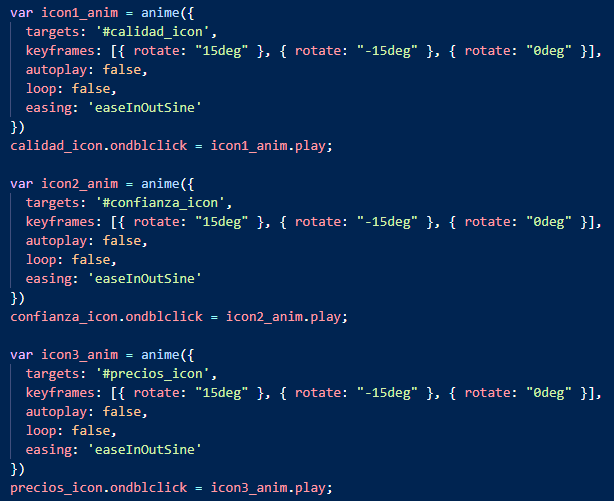 var icon1_anim = anime({
  targets: '#calidad_icon',
  keyframes: [{ rotate: "15deg" }, { rotate: "-15deg" }, { rotate: "0deg" }],
  autoplay: false,
  loop: false,
  easing: 'easeInOutSine'
})
calidad_icon.ondblclick = icon1_anim.play;

var icon2_anim = anime({
  targets: '#confianza_icon',
  keyframes: [{ rotate: "15deg" }, { rotate: "-15deg" }, { rotate: "0deg" }],
  autoplay: false,
  loop: false,
  easing: 'easeInOutSine'
})
confianza_icon.ondblclick = icon2_anim.play;

var icon3_anim = anime({
  targets: '#precios_icon',
  keyframes: [{ rotate: "15deg" }, { rotate: "-15deg" }, { rotate: "0deg" }],
  autoplay: false,
  loop: false,
  easing: 'easeInOutSine'
})
precios_icon.ondblclick = icon3_anim.play;